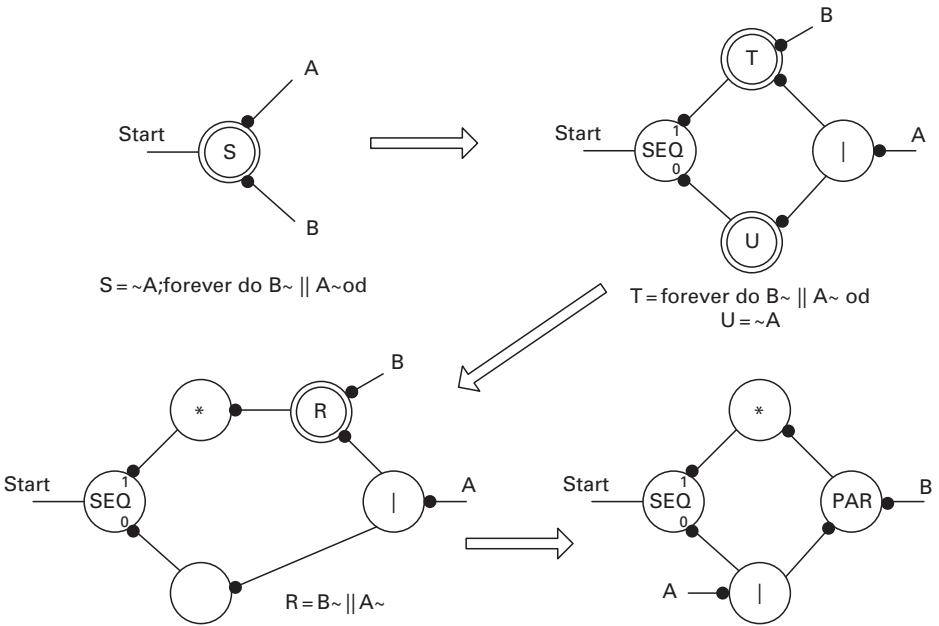 A
Start
S
B
S = ~A;forever do B~ || A~od
B
T
Start
SEQ
1
0
|
A
U
T = forever do B~ || A~ od
U = ~A
B
*
R
Start
SEQ
1
0
|
A
R = B~ || A~
*
Start
SEQ
1
0
PAR
B
A
|